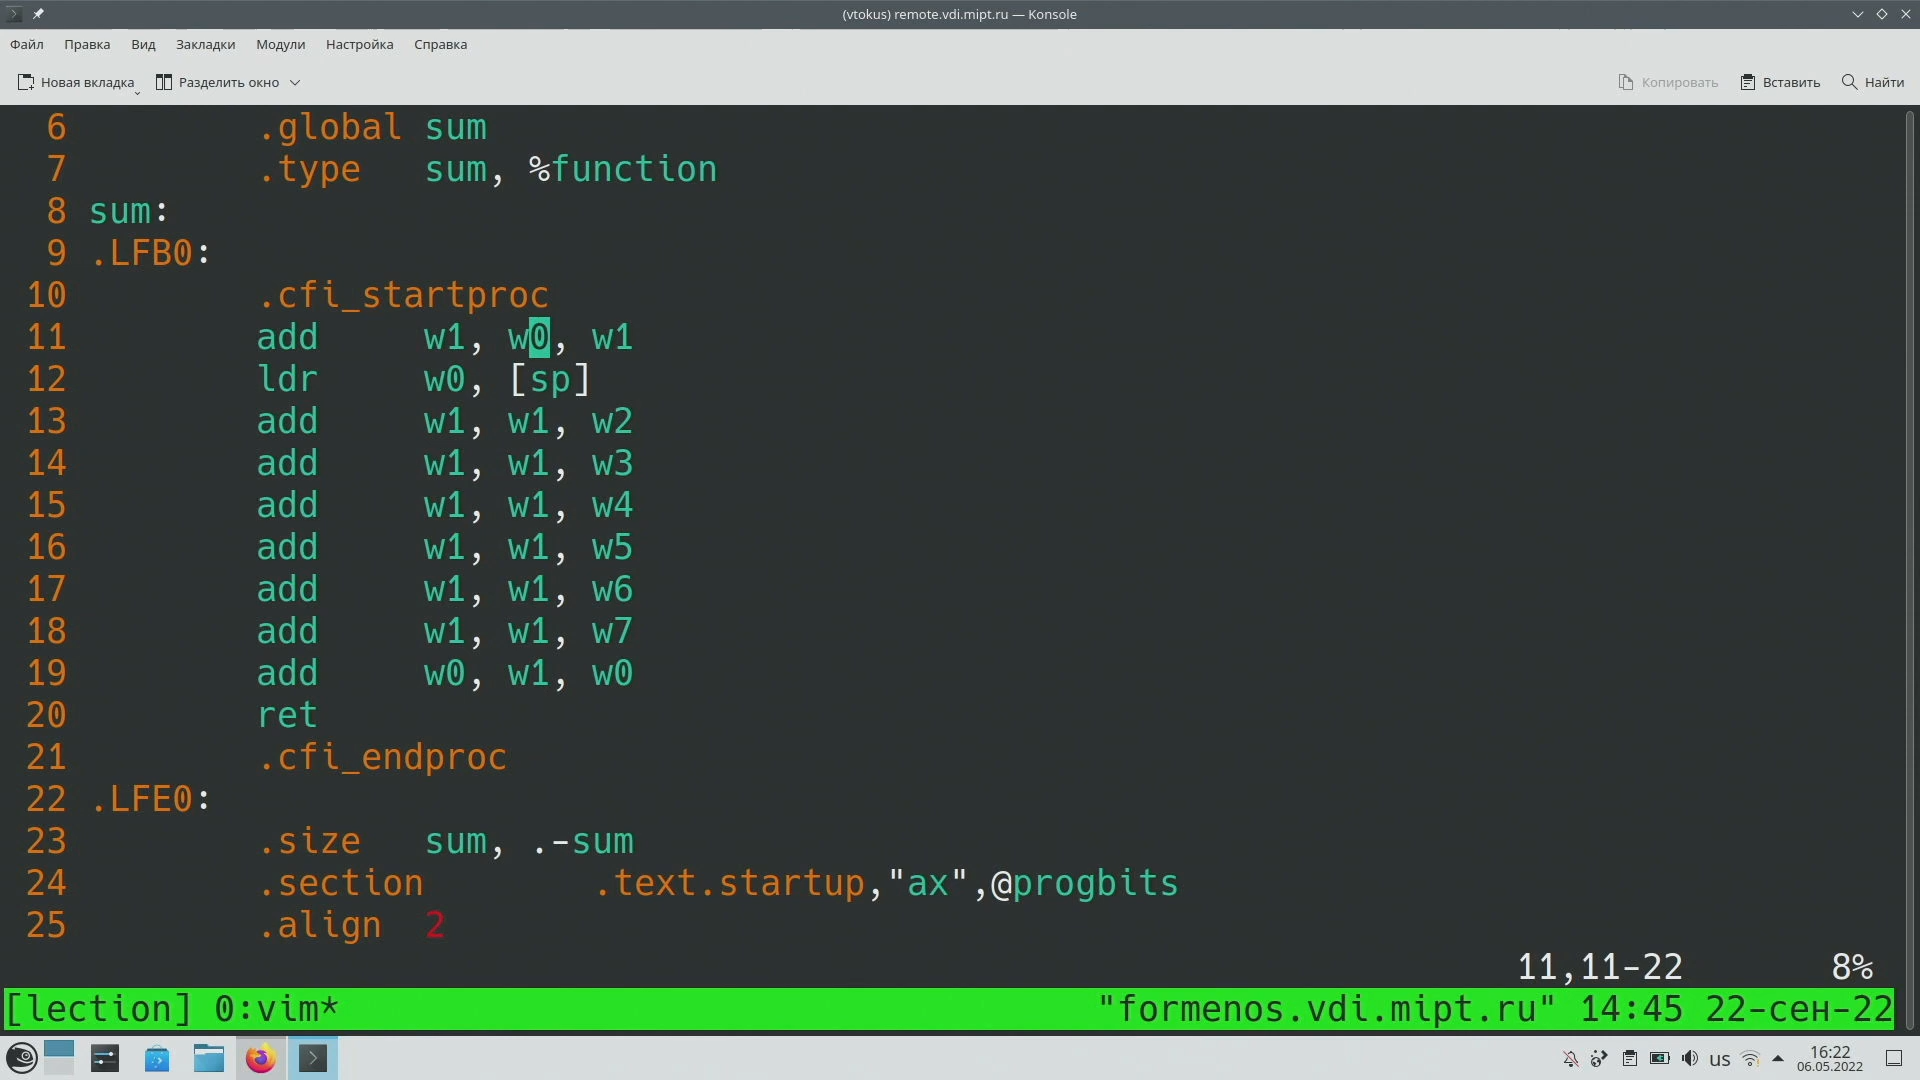 (vtokus) remote.vdi.mipt.ru — Konsole
Файл Правка Вид Закладки Модули Настройка Справка
Новая вкладка Разделить окно Копировать Вставить Найти
6 .global sum
7 .type sum, %function
8 sum:
9 .LFB0:
10 .cfi_startproc
11 add w1, w0, w1
12 ldr w0, [sp]
13 add w1, w1, w2
14 add w1, w1, w3
15 add w1, w1, w4
16 add w1, w1, w5
17 add w1, w1, w6
18 add w1, w1, w7
19 add w0, w1, w0
20 ret
21 .cfi_endproc
22 .LFE0:
23 .size sum, .-sum
24 .section .text.startup,"ax",@progbits
25 .align 2
11,11-22 8%
[lection] 0:vim* "formenos.vdi.mipt.ru" 14:45 22-сен-22
us 16:22
06.05.2022